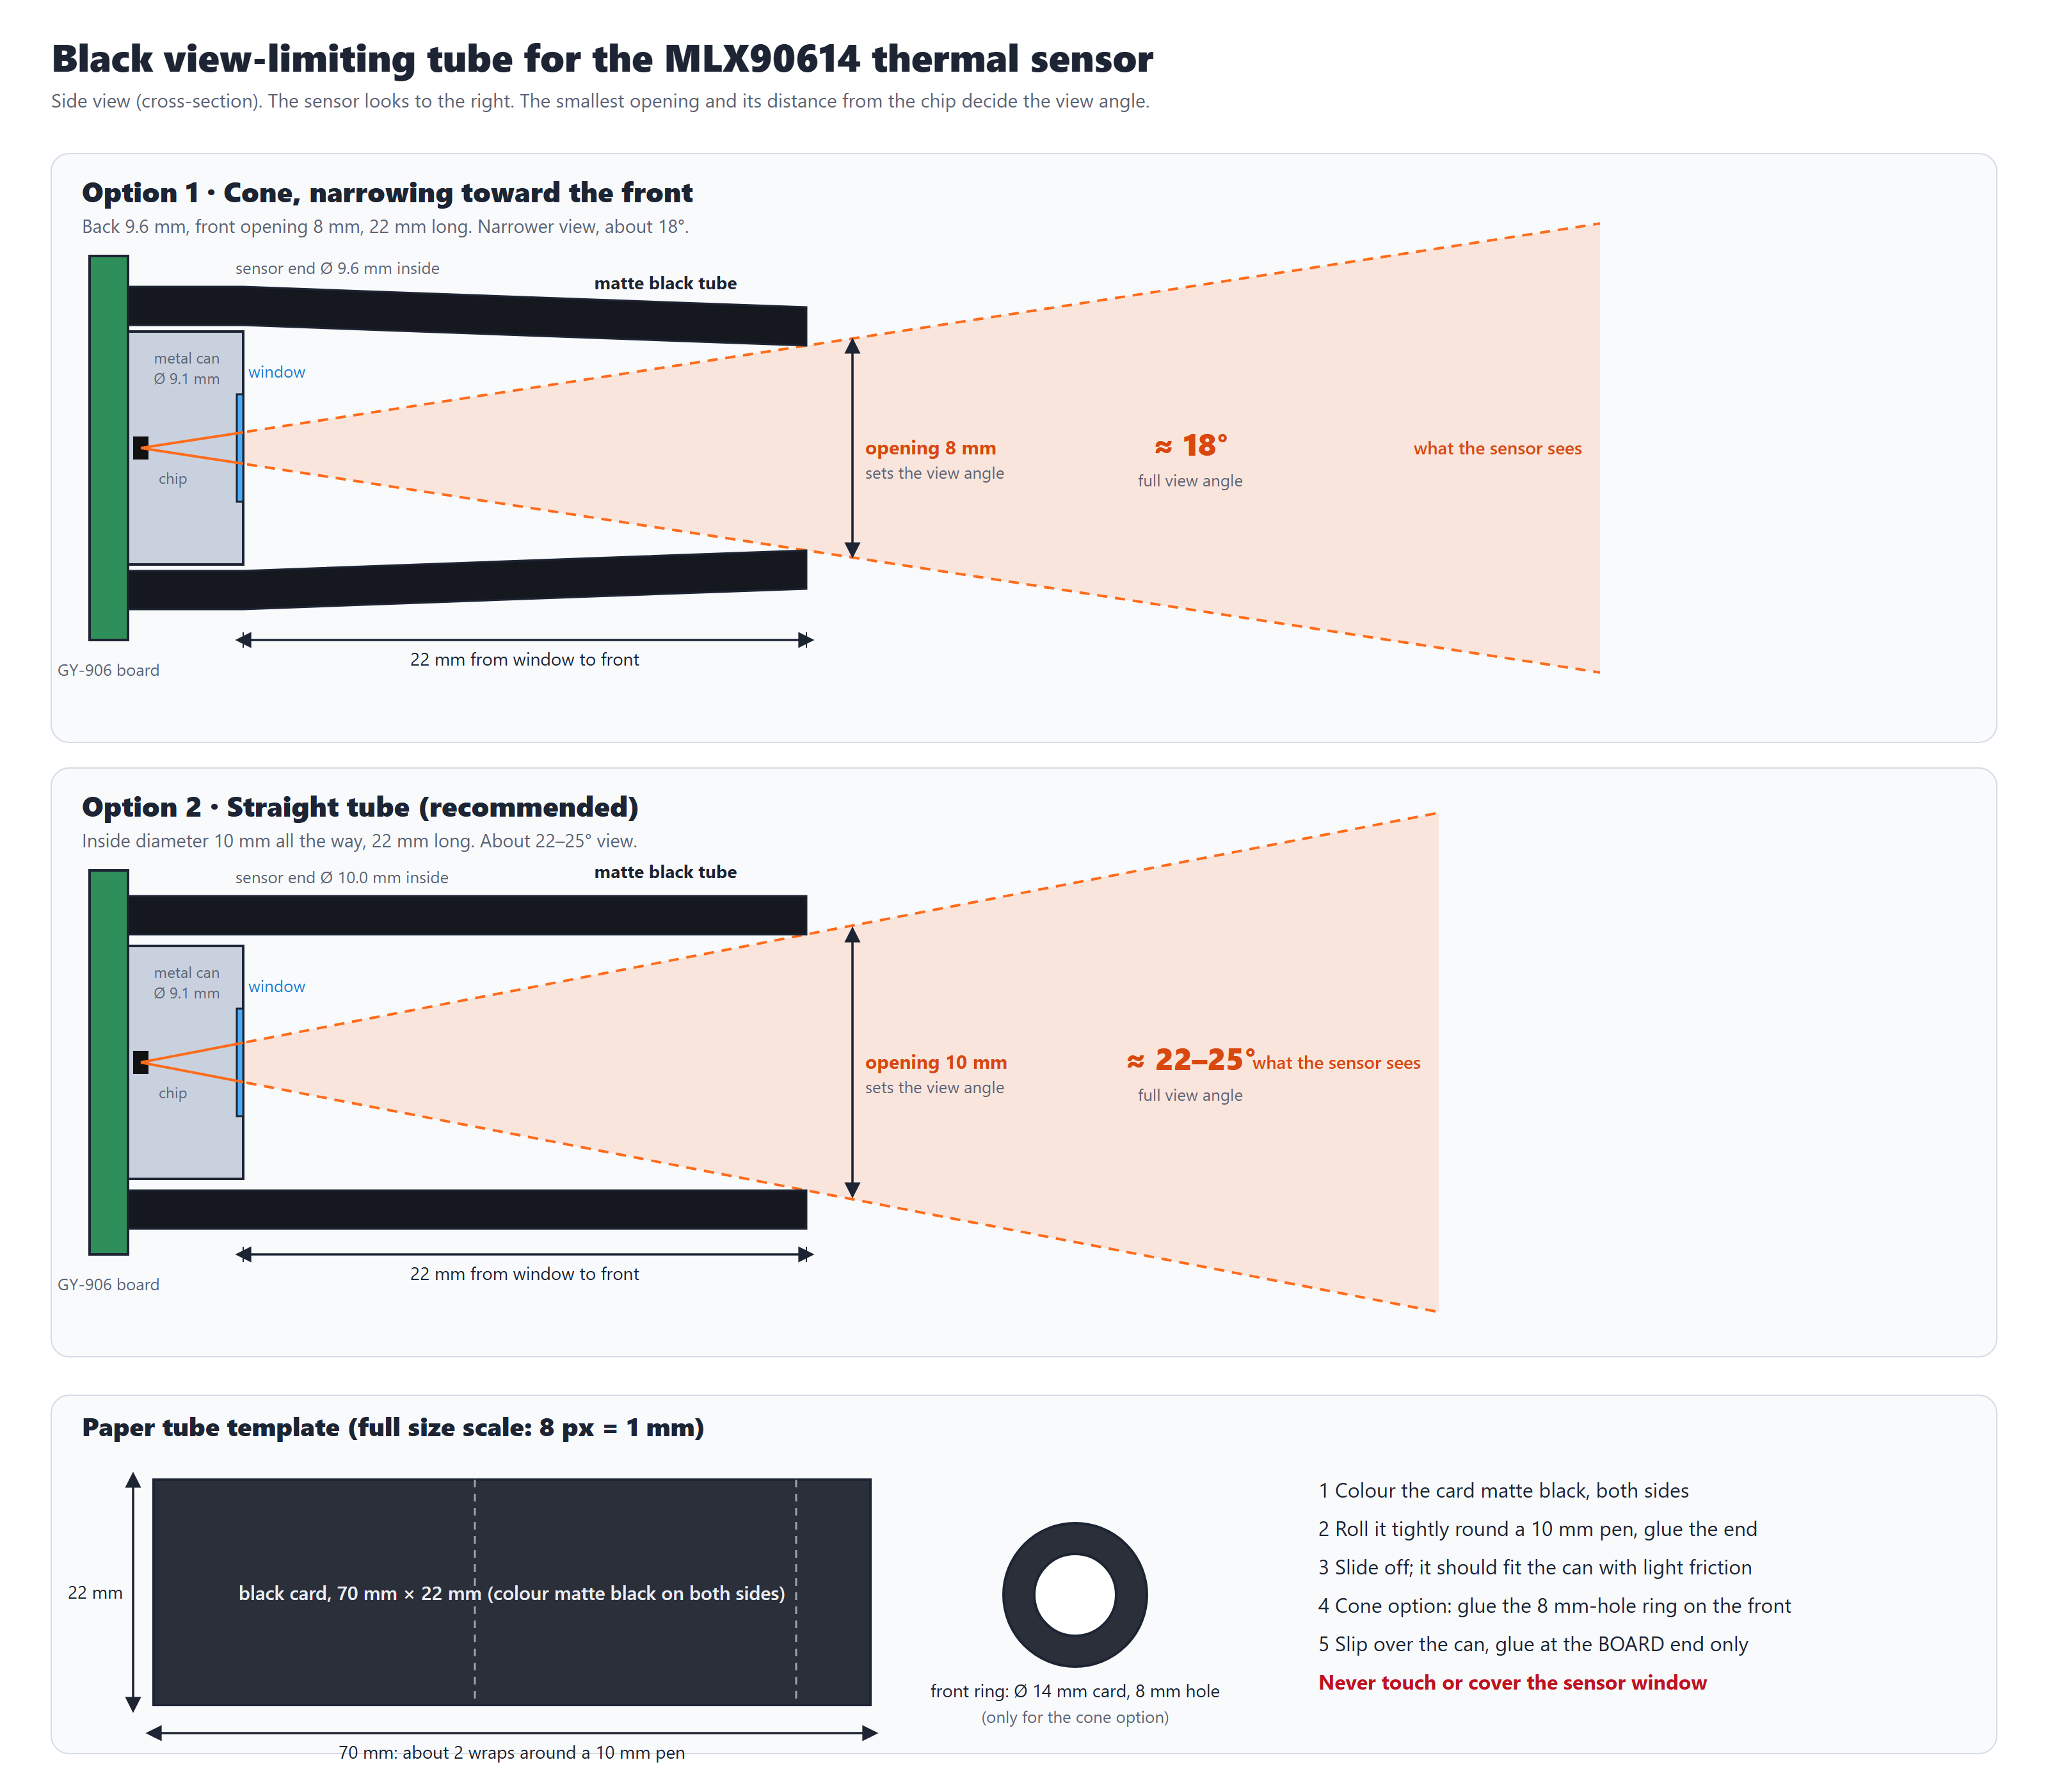 Black view-limiting tube for the MLX90614 thermal sensor
Side view (cross-section). The sensor looks to the right. The smallest opening and its distance from the chip decide the view angle.
Option 1 · Cone, narrowing toward the front
Back 9.6 mm, front opening 8 mm, 22 mm long. Narrower view, about 18°.
sensor end Ø 9.6 mm inside
matte black tube
metal can
Ø 9.1 mm
window
chip
opening 8 mm
sets the view angle
≈ 18°
full view angle
what the sensor sees
22 mm from window to front
GY-906 board
Option 2 · Straight tube (recommended)
Inside diameter 10 mm all the way, 22 mm long. About 22–25° view.
sensor end Ø 10.0 mm inside
matte black tube
metal can
Ø 9.1 mm
window
chip
opening 10 mm
sets the view angle
≈ 22–25°
full view angle
what the sensor sees
22 mm from window to front
GY-906 board
Paper tube template (full size scale: 8 px = 1 mm)
22 mm
black card, 70 mm × 22 mm (colour matte black on both sides)
70 mm: about 2 wraps around a 10 mm pen
front ring: Ø 14 mm card, 8 mm hole
(only for the cone option)
1 Colour the card matte black, both sides
2 Roll it tightly round a 10 mm pen, glue the end
3 Slide off; it should fit the can with light friction
4 Cone option: glue the 8 mm-hole ring on the front
5 Slip over the can, glue at the BOARD end only
Never touch or cover the sensor window